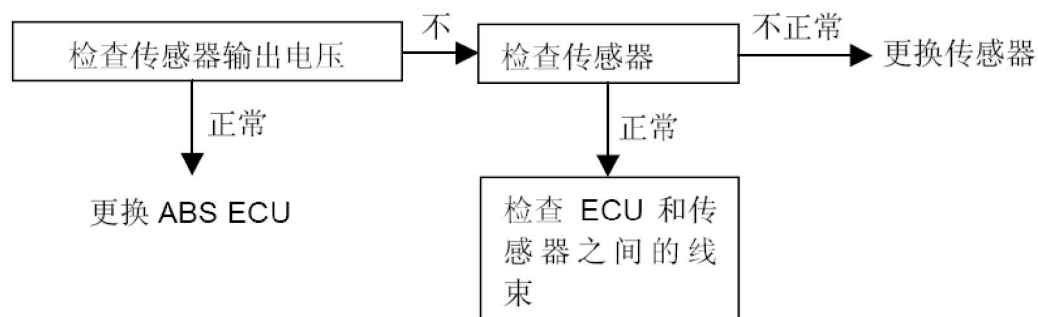 检查传感器输出电压
不
检查传感器
不正常
更换传感器
正常
正常
更换 ABS ECU
检查 ECU 和传
感器之间的线
束